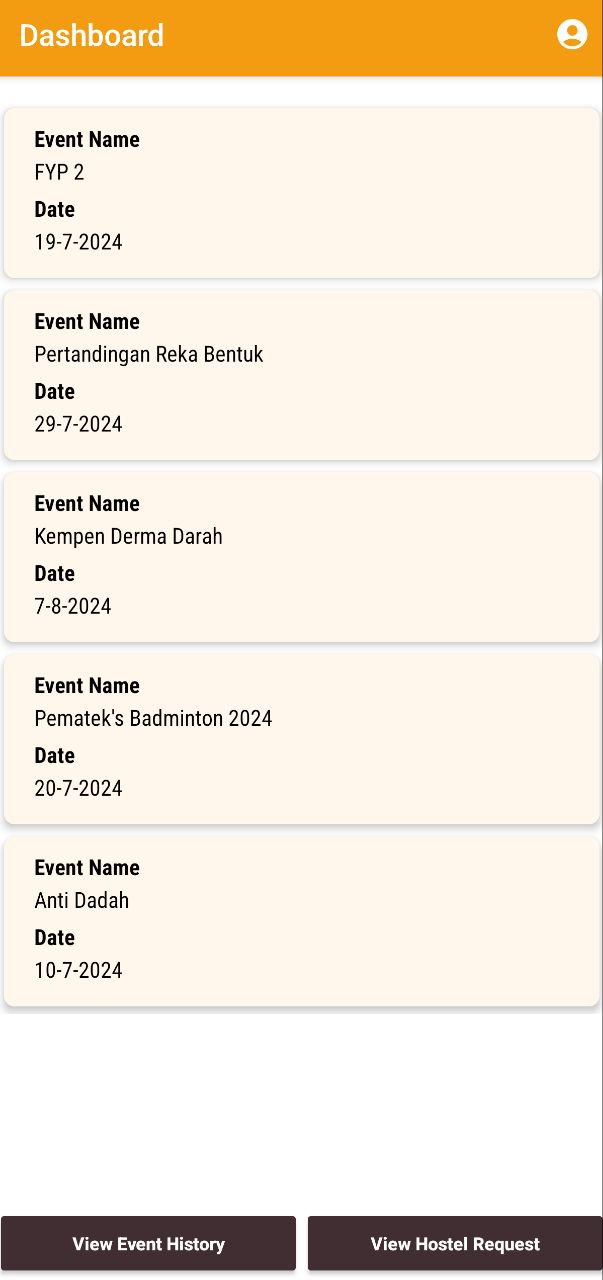 Dashboard
Event Name
FYP 2
Date
19-7-2024
Event Name
Pertandingan Reka Bentuk
Date
29-7-2024
Event Name
Kempen Derma Darah
Date
7-8-2024
Event Name
Pematek's Badminton 2024
Date
20-7-2024
Event Name
Anti Dadah
Date
10-7-2024
View Event History
View Hostel Request